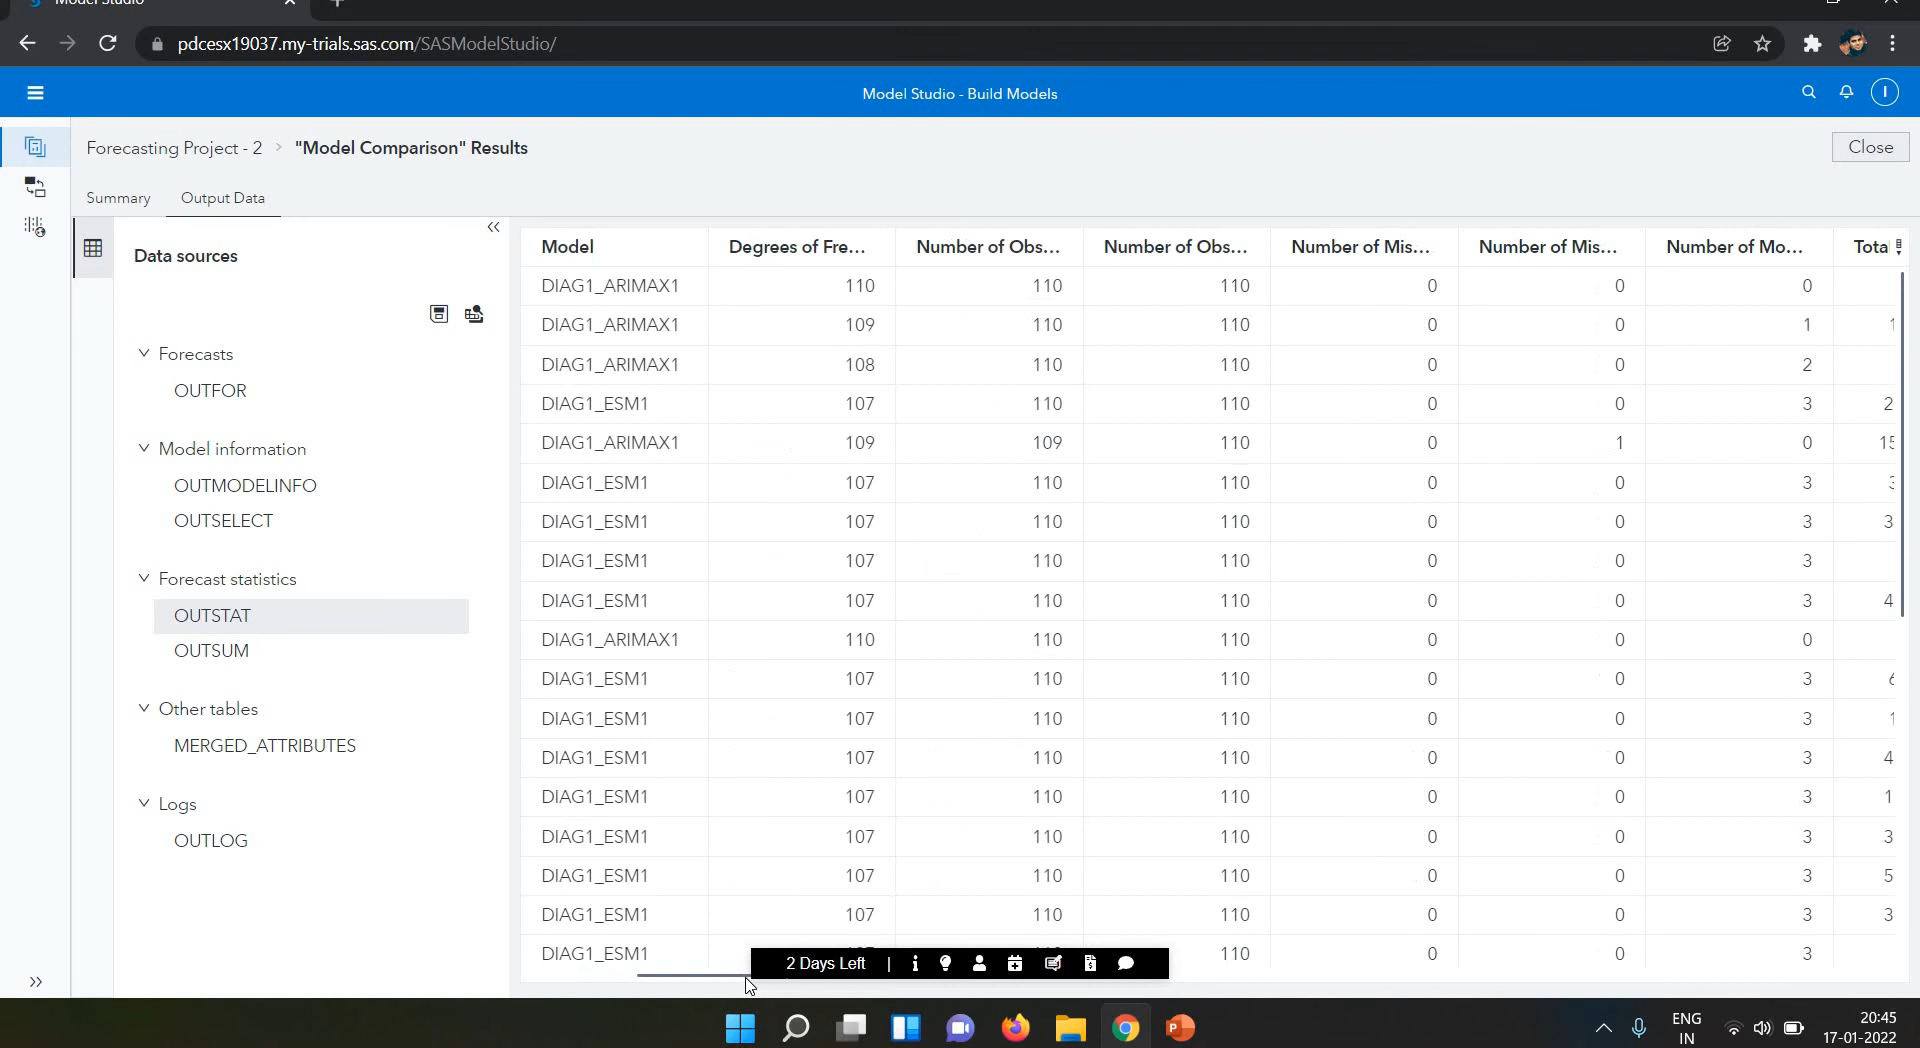 Model Studio
pdcesx19037.my-trials.sas.com/SASModelStudio/
Model Studio - Build Models
I
Forecasting Project - 2 > "Model Comparison" Results
Close
Summary Output Data
Data sources
Forecasts
OUTFOR
Model information
OUTMODELINFO
OUTSELECT
Forecast statistics
OUTSTAT
OUTSUM
Other tables
MERGED_ATTRIBUTES
Logs
OUTLOG
Model Degrees of Fre... Number of Obs... Number of Obs... Number of Mis... Number of Mis... Number of Mo... Tota
DIAG1_ARIMAX1 110 110 110 0 0 0
DIAG1_ARIMAX1 109 110 110 0 0 1 1
DIAG1_ARIMAX1 108 110 110 0 0 2
DIAG1_ESM1 107 110 110 0 0 3 2
DIAG1_ARIMAX1 109 109 110 0 1 0 15
DIAG1_ESM1 107 110 110 0 0 3 3
DIAG1_ESM1 107 110 110 0 0 3 3
DIAG1_ESM1 107 110 110 0 0 3
DIAG1_ESM1 107 110 110 0 0 3 4
DIAG1_ARIMAX1 110 110 110 0 0 0
DIAG1_ESM1 107 110 110 0 0 3 6
DIAG1_ESM1 107 110 110 0 0 3 1
DIAG1_ESM1 107 110 110 0 0 3 4
DIAG1_ESM1 107 110 110 0 0 3 1
DIAG1_ESM1 107 110 110 0 0 3 3
DIAG1_ESM1 107 110 110 0 0 3 5
DIAG1_ESM1 107 110 110 0 0 3 3
DIAG1_ESM1 110 0 0 3
2 Days Left |
ENG
IN
20:45
17-01-2022